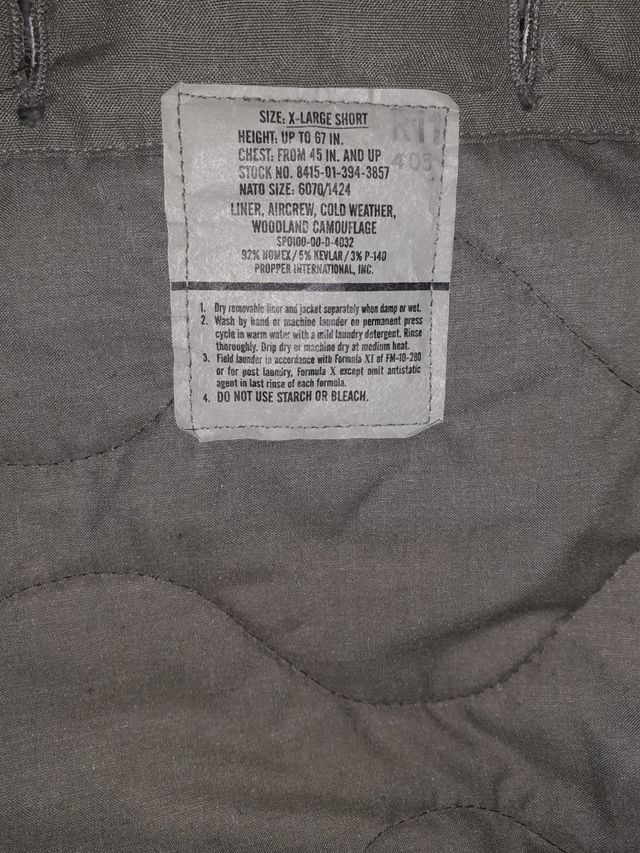 SIZE: X-LARGE SHORT
HEIGHT: UP TO 67 IN.
CHEST: FROM 45 IN. AND UP
STOCK NO. 8415-01-394-3857
NATO SIZE: 6070/1424
LINER, AIRCREW, COLD WEATHER,
WOODLAND CAMOUFLAGE
SPO100-00-D-4032
92% NOMEX/5% KEVLAR/3% P-140
PROPPER INTERNATIONAL, INC.
R11
405
1. Dry removable liner and jacket separately when damp or wet.
2. Wash by hand or machine launder on permanent press
cycle in warm water with a mild laundry detergent. Rinse
thoroughly. Drip dry or machine dry at medium heat.
3. Field launder in accordance with Formula XI of FM-10-280
or for post laundry, Formula X except omit antistatic
agent in last rinse of each formula.
4. DO NOT USE STARCH OR BLEACH.